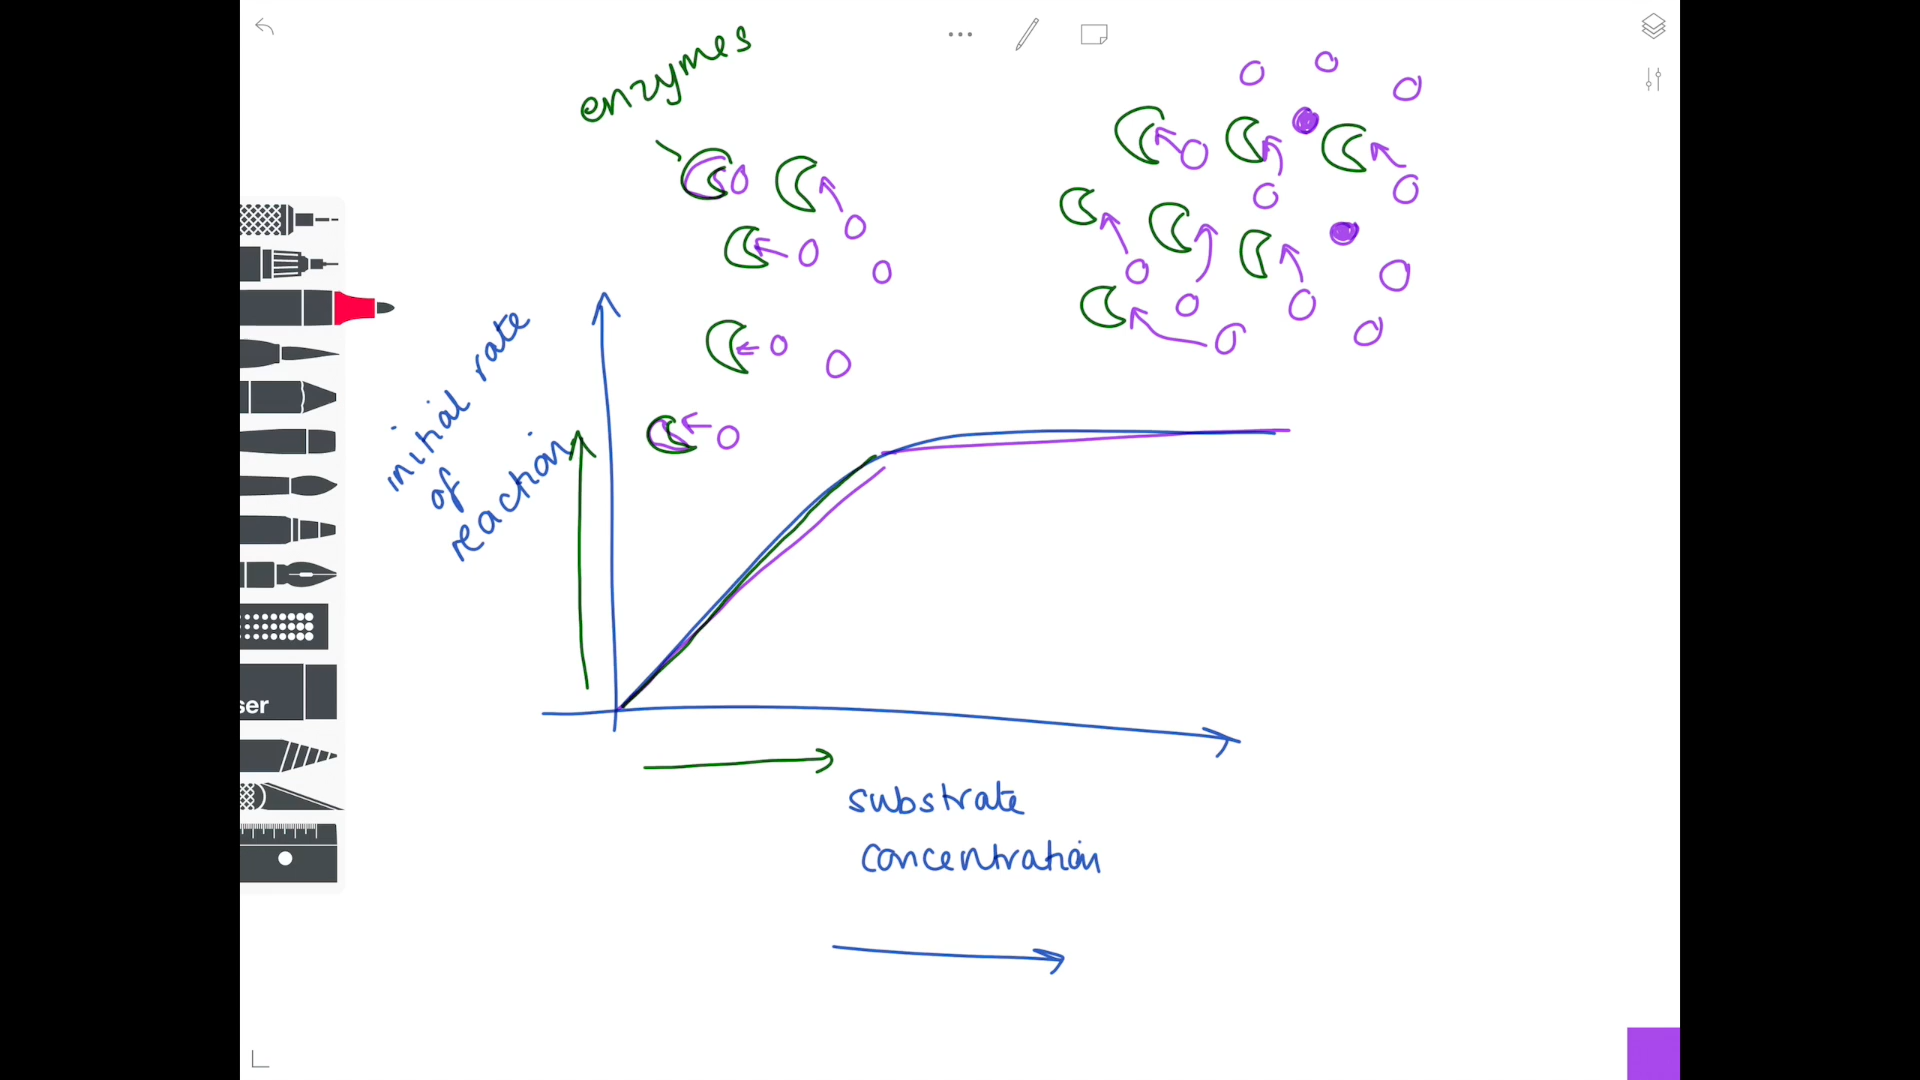 enzymes
initial rate
of
reaction
ser
substrate
concentration